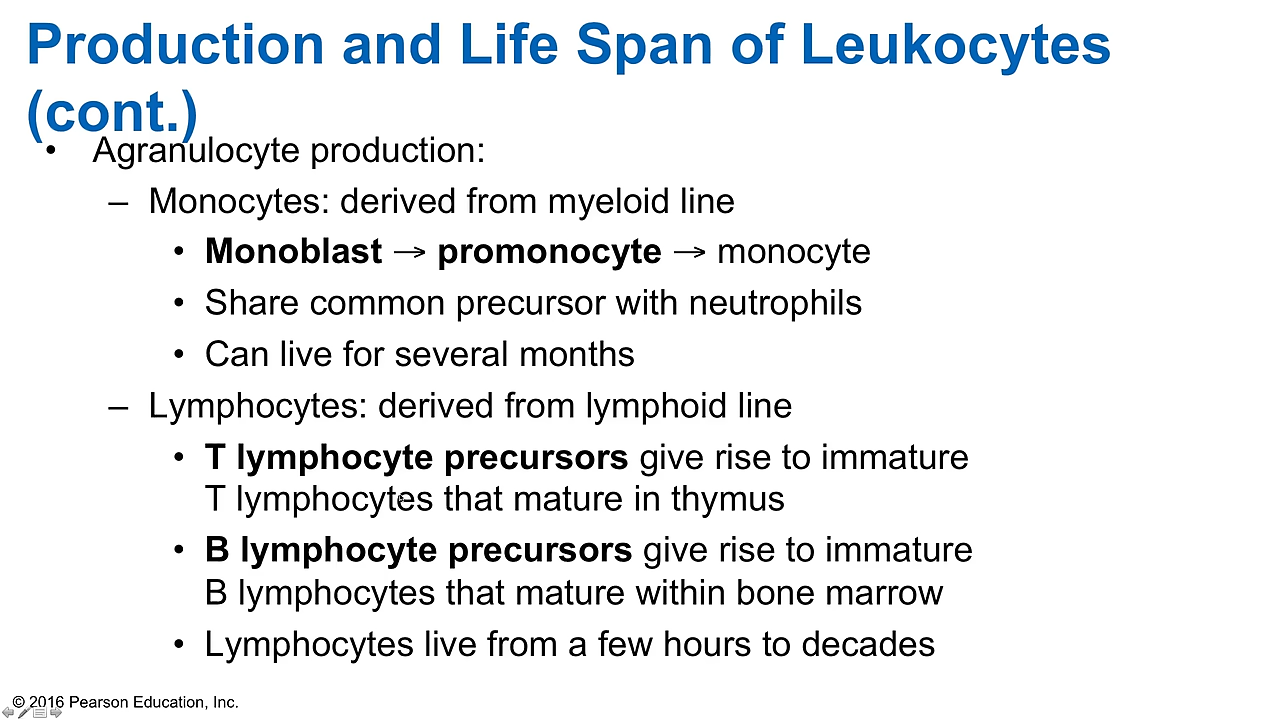 Production and Life Span of Leukocytes
(cont.)
• Agranulocyte production:
– Monocytes: derived from myeloid line
• Monoblast → promonocyte → monocyte
• Share common precursor with neutrophils
• Can live for several months
– Lymphocytes: derived from lymphoid line
• T lymphocyte precursors give rise to immature
T lymphocytes that mature in thymus
• B lymphocyte precursors give rise to immature
B lymphocytes that mature within bone marrow
• Lymphocytes live from a few hours to decades
© 2016 Pearson Education, Inc.